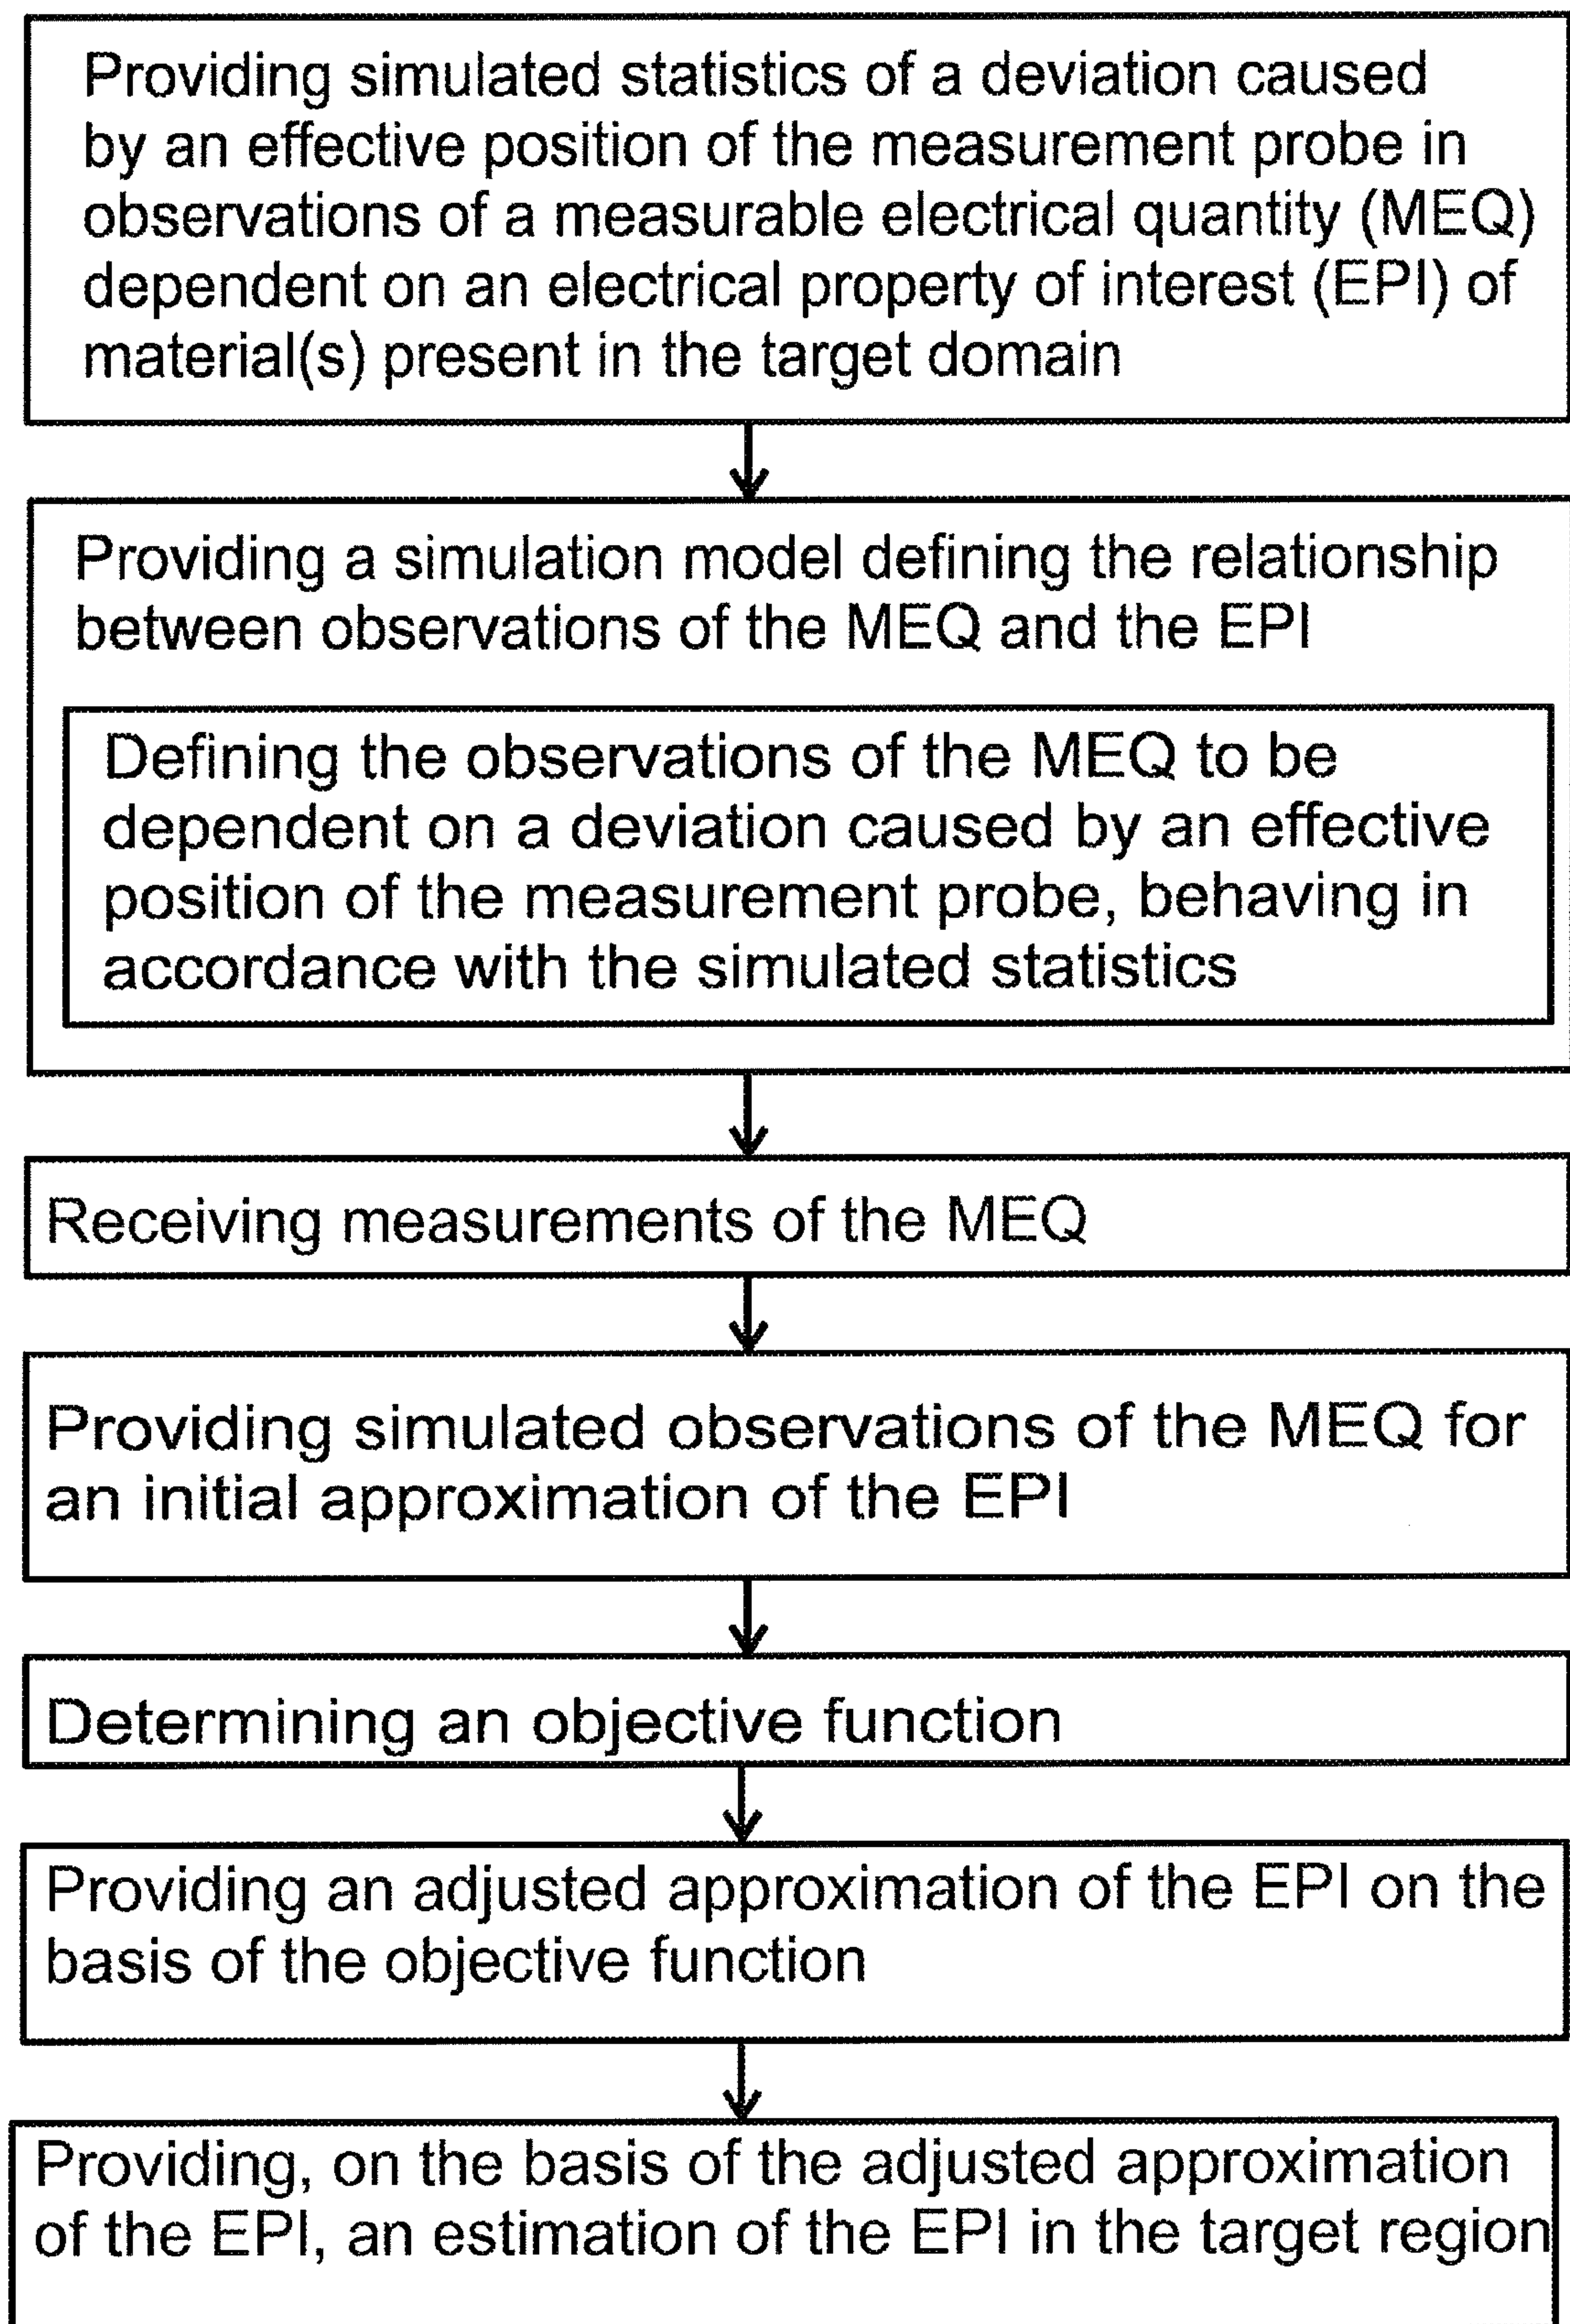 Providing simulated statistics of a deviation caused
by an effective position of the measurement probe in
observations of a measurable electrical quantity (MEQ)
dependent on an electrical property of interest (EPI) of
material(s) present in the target domain
Providing a simulation model defining the relationship
between observations of the MEQ and the EPI
Defining the observations of the MEQ to be
dependent on a deviation caused by an effective
position of the measurement probe, behaving in
accordance with the simulated statistics
Receiving measurements of the MEQ
Providing simulated observations of the MEQ for
an initial approximation of the EPI
Determining an objective function
Providing an adjusted approximation of the EPI on the
basis of the objective function
Providing, on the basis of the adjusted approximation
of the EPI, an estimation of the EPI in the target region